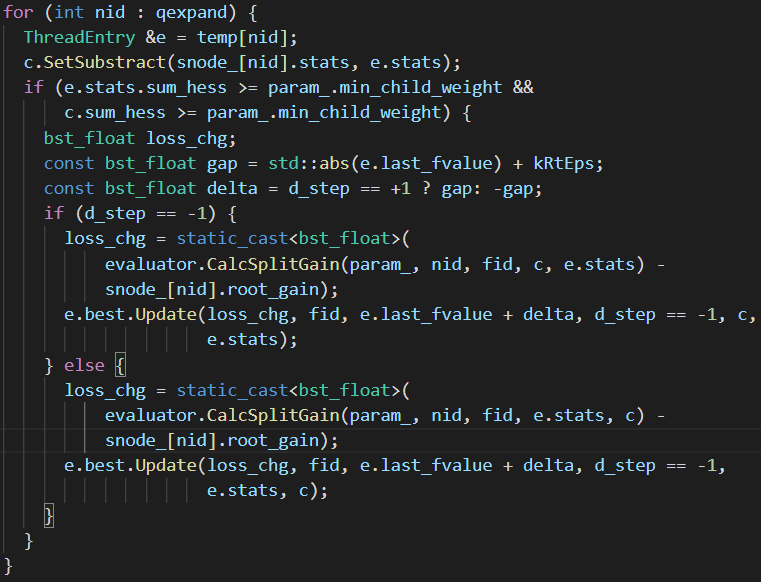 for (int nid : qexpand) {
  ThreadEntry &e = temp[nid];
  c.SetSubstract(snode_[nid].stats, e.stats);
  if (e.stats.sum_hess >= param_.min_child_weight &&
      c.sum_hess >= param_.min_child_weight) {
    bst_float loss_chg;
    const bst_float gap = std::abs(e.last_fvalue) + kRtEps;
    const bst_float delta = d_step == +1 ? gap: -gap;
    if (d_step == -1) {
      loss_chg = static_cast<bst_float>(
          evaluator.CalcSplitGain(param_, nid, fid, c, e.stats) -
          snode_[nid].root_gain);
      e.best.Update(loss_chg, fid, e.last_fvalue + delta, d_step == -1, c,
                    e.stats);
    } else {
      loss_chg = static_cast<bst_float>(
          evaluator.CalcSplitGain(param_, nid, fid, e.stats, c) -
          snode_[nid].root_gain);
      e.best.Update(loss_chg, fid, e.last_fvalue + delta, d_step == -1,
                    e.stats, c);
    }
  }
}